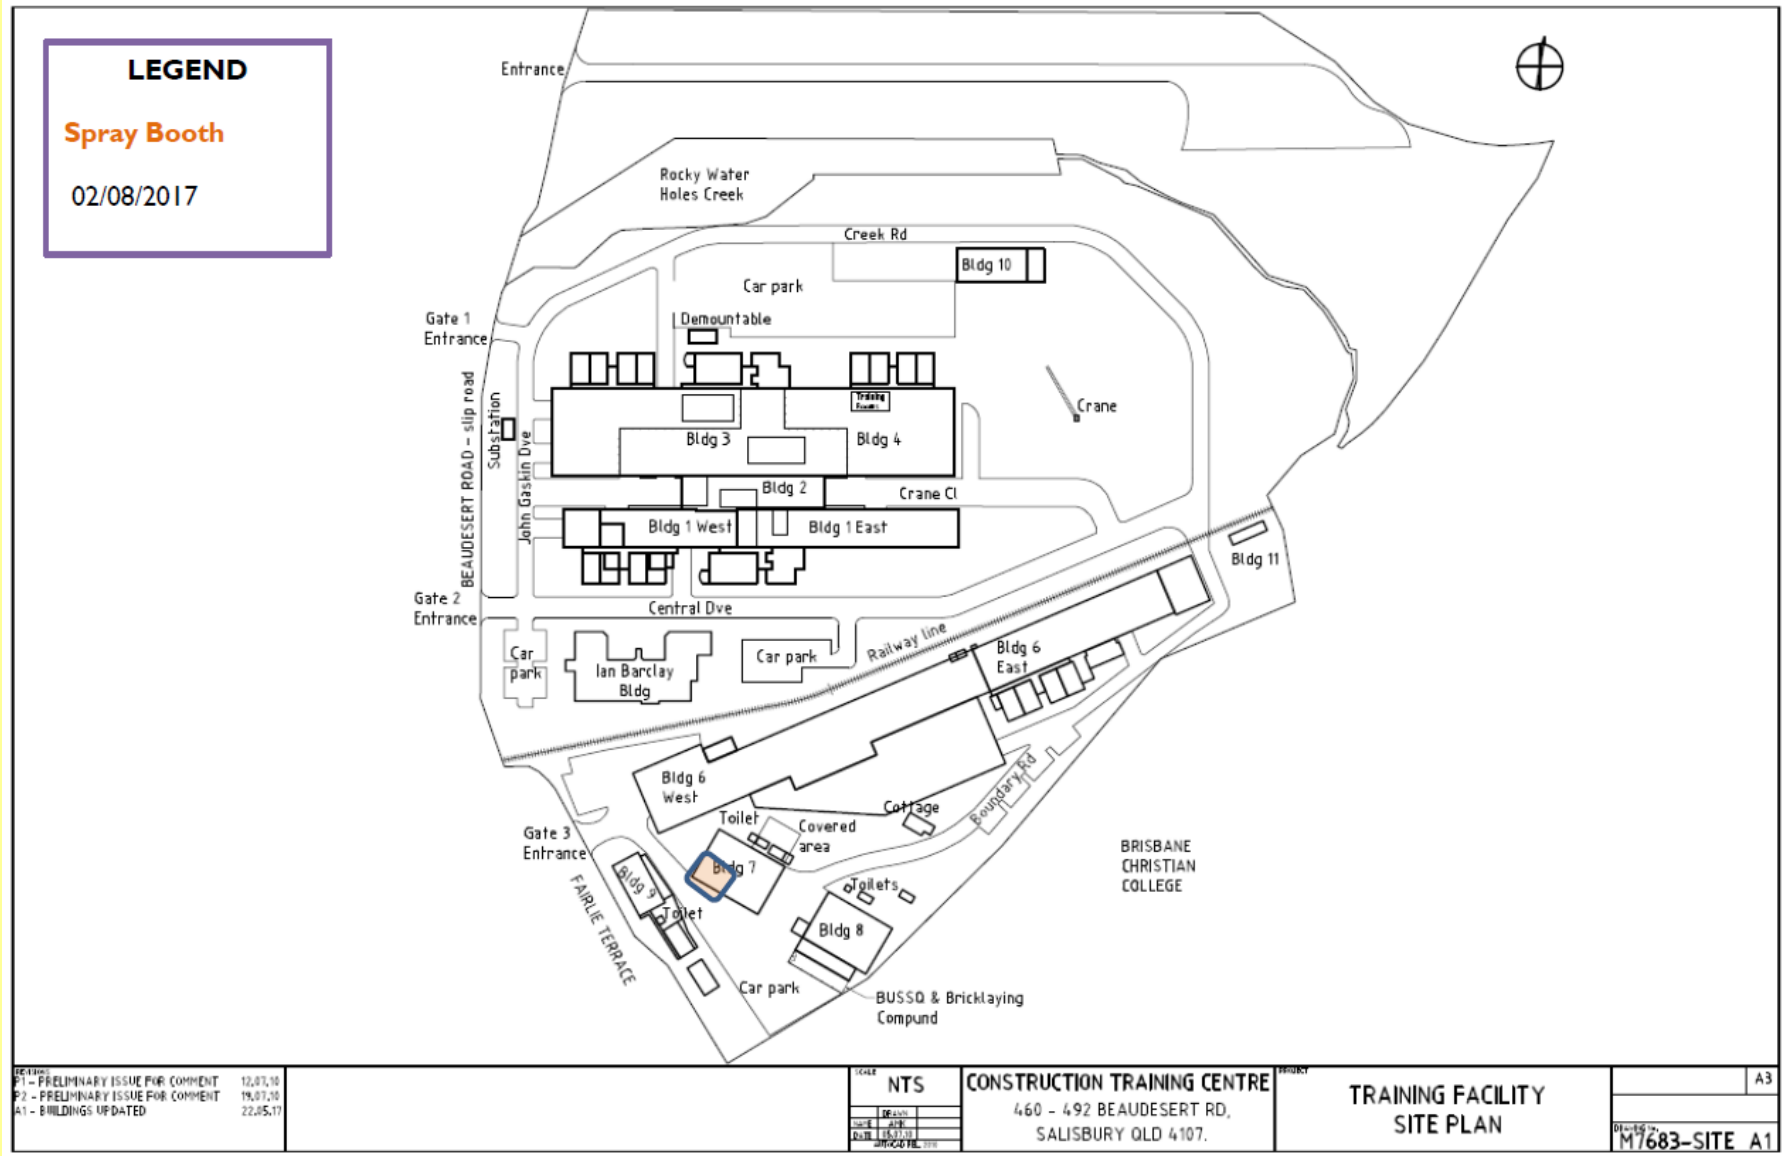 LEGEND
Spray Booth
02/08/2017
Entrance
Rocky Water
Holes Creek
Creek Rd
Bldg 10
Car park
Gate 1
Entrance
Demountable
BEAUDESERT ROAD - slip road
Substation
John Gaskin Dve
Training
Crane
Bldg 3
Bldg 4
Bldg 2
Crane Cl
Bldg 1 West
Bldg 1 East
Bldg 11
Gate 2
Entrance
Central Dve
Car
park
Ian Barclay
Bldg
Car park
Railway line
Bldg 6
East
Bldg 6
West
Boundary Rd
Cottage
Toilet
Covered
area
Gate 3
Entrance
Bldg 7
Bldg 9
Toilet
Toilets
FAIRLIE TERRACE
Bldg 8
Car park
BUSSQ & Bricklaying
Compund
BRISBANE
CHRISTIAN
COLLEGE
REVISIONS
P1 - PRELIMINARY ISSUE FOR COMMENT 12.07.10
P2 - PRELIMINARY ISSUE FOR COMMENT 19.07.10
A1 - BUILDINGS UPDATED 22.05.17
SCALE
NTS
DRAWN
NAME
DATE
CONSTRUCTION TRAINING CENTRE
460 - 492 BEAUDESERT RD,
SALISBURY QLD 4107.
PROJECT
TRAINING FACILITY
SITE PLAN
A3
M7683-SITE A1